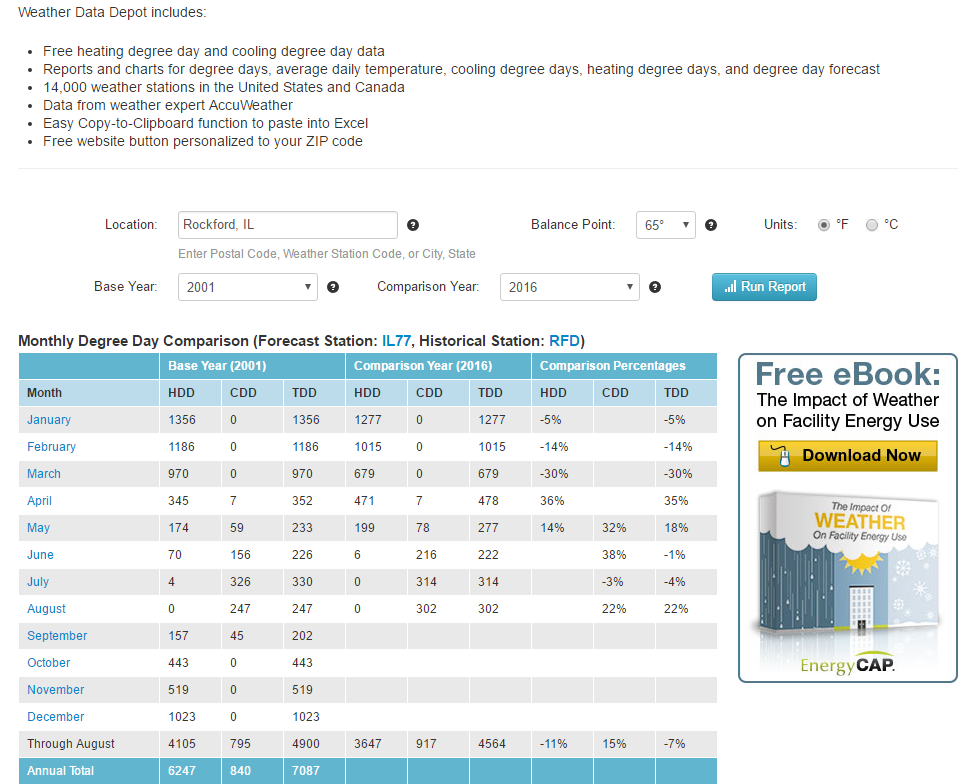 Weather Data Depot includes:
Free heating degree day and cooling degree day data
Reports and charts for degree days, average daily temperature, cooling degree days, heating degree days, and degree day forecast
14,000 weather stations in the United States and Canada
Data from weather expert AccuWeather
Easy Copy-to-Clipboard function to paste into Excel
Free website button personalized to your ZIP code
Location: Rockford, IL Balance Point: 65° Units: °F °C
Enter Postal Code, Weather Station Code, or City, State
Base Year: 2001 Comparison Year: 2016 Run Report
Monthly Degree Day Comparison (Forecast Station: IL77, Historical Station: RFD)
Base Year (2001) Comparison Year (2016) Comparison Percentages
Month HDD CDD TDD HDD CDD TDD HDD CDD TDD
January 1356 0 1356 1277 0 1277 -5% -5%
February 1186 0 1186 1015 0 1015 -14% -14%
March 970 0 970 679 0 679 -30% -30%
April 345 7 352 471 7 478 36% 35%
May 174 59 233 199 78 277 14% 32% 18%
June 70 156 226 6 216 222 38% -1%
July 4 326 330 0 314 314 -3% -4%
August 0 247 247 0 302 302 22% 22%
September 157 45 202
October 443 0 443
November 519 0 519
December 1023 0 1023
Through August 4105 795 4900 3647 917 4564 -11% 15% -7%
Annual Total 6247 840 7087
Free eBook:
The Impact of Weather
on Facility Energy Use
Download Now
The Impact Of
WEATHER
On Facility Energy Use
EnergyCAP.